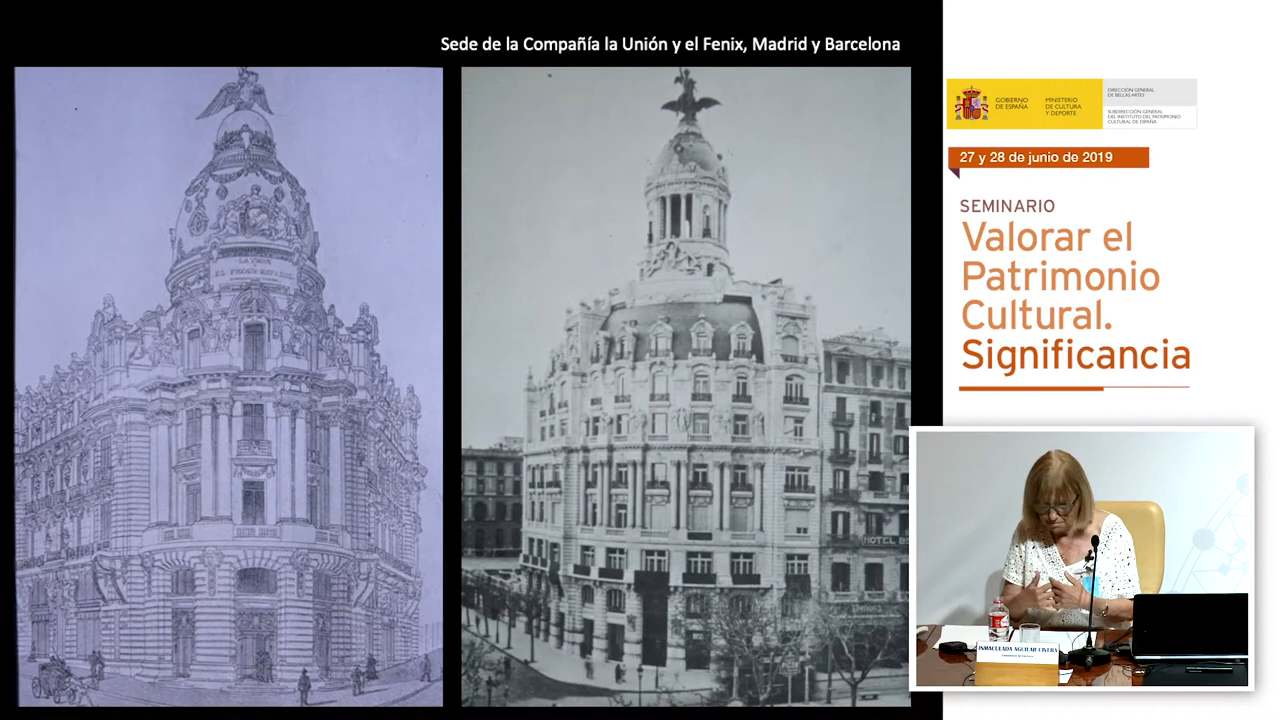 Sede de la Compañía la Unión y el Fenix, Madrid y Barcelona
LA UNION
EL FENIX ESPAÑOL
HOTEL
GOBIERNO
DE ESPAÑA
MINISTERIO
DE CULTURA
Y DEPORTE
DIRECCIÓN GENERAL
DE BELLAS ARTES
SUBDIRECCIÓN GENERAL
DEL INSTITUTO DEL PATRIMONIO
CULTURAL DE ESPAÑA
27 y 28 de junio de 2019
SEMINARIO
Valorar el
Patrimonio
Cultural.
Significancia
INMACULADA AGUILAR CIVERA